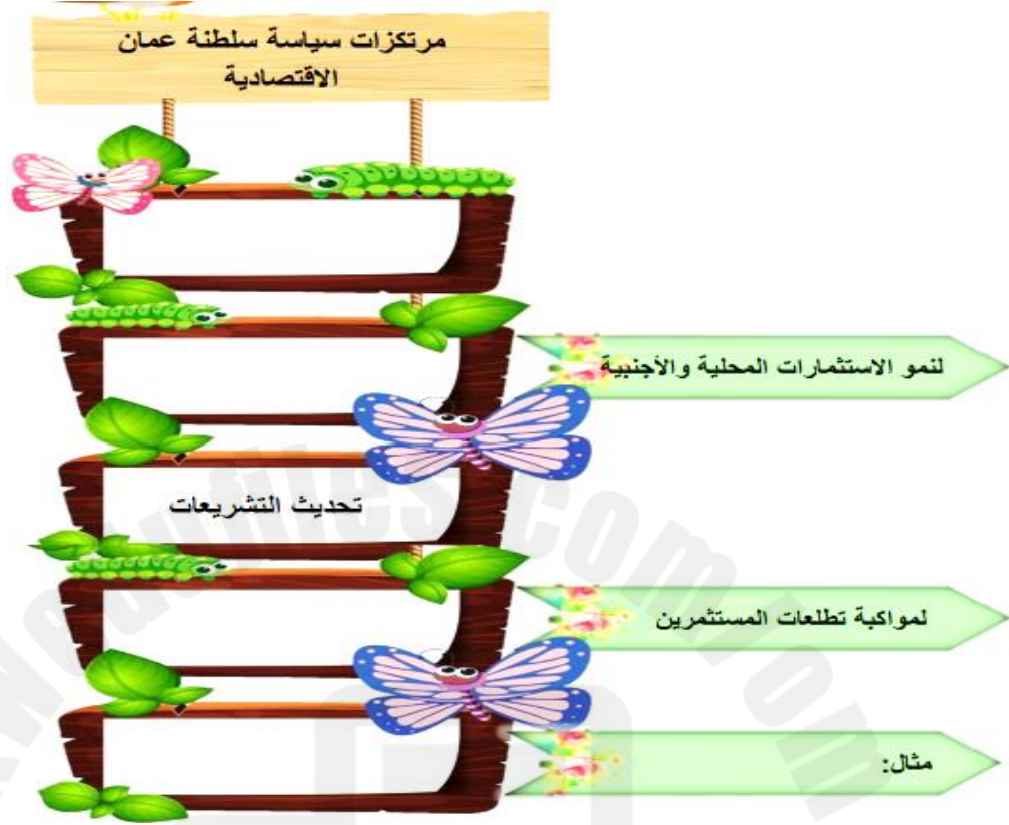 مرتكزات سياسة سلطنة عمان
الاقتصادية
لنمو الاستثمارات المحلية والأجنبية
تحديث التشريعات
لمواكبة تطلعات المستثمرين
مثال: